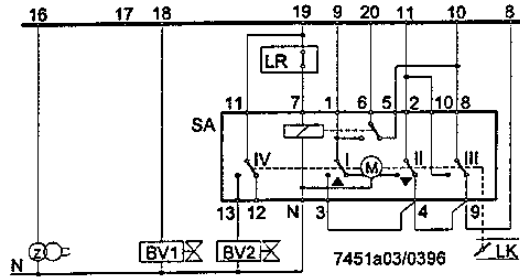 16 17 18 19 9 20 11 10 8
LR
11 7 1 6 5 2 10 8
SA
IV I M II III
13 12 N 3 4 9
Z BV1 BV2 7451a03/0396 LK
N